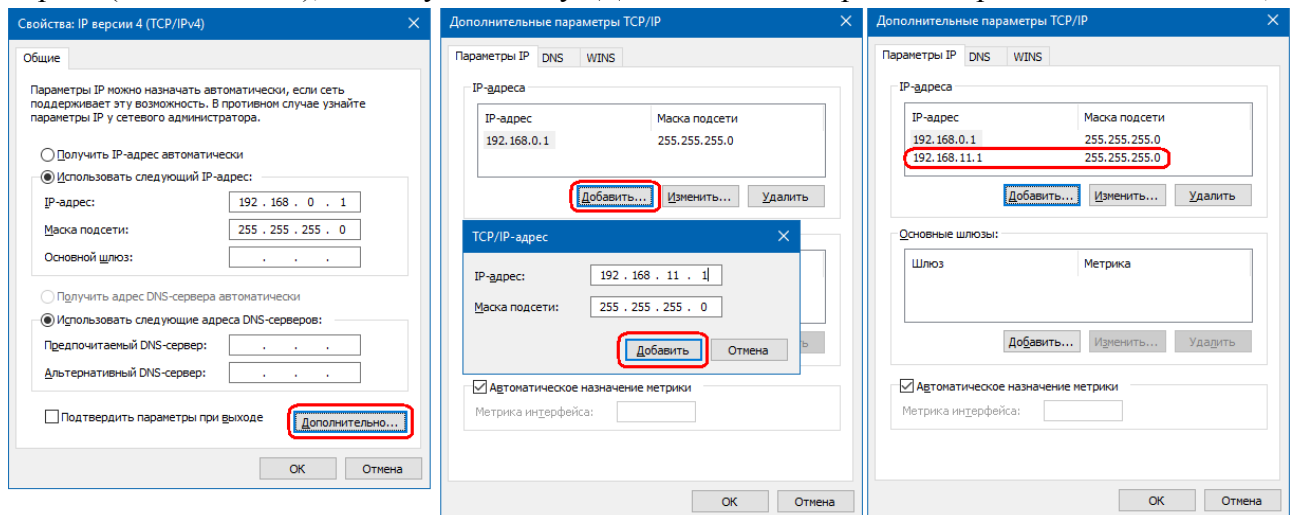 Свойства: IP версии 4 (TCP/IPv4)
Общие
Параметры IP можно назначать автоматически, если сеть
поддерживает эту возможность. В противном случае узнайте
параметры IP у сетевого администратора.
Получить IP-адрес автоматически
Использовать следующий IP-адрес:
IP-адрес: 192 . 168 . 0 . 1
Маска подсети: 255 . 255 . 255 . 0
Основной шлюз: . . .
Получить адрес DNS-сервера автоматически
Использовать следующие адреса DNS-серверов:
Предпочитаемый DNS-сервер: . . .
Альтернативный DNS-сервер: . . .
Подтвердить параметры при выходе
Дополнительно...
OK Отмена
Дополнительные параметры TCP/IP
Параметры IP DNS WINS
IP-адреса
IP-адрес Маска подсети
192.168.0.1 255.255.255.0
Добавить... Изменить... Удалить
TCP/IP-адрес
IP-адрес: 192 . 168 . 11 . 1
Маска подсети: 255 . 255 . 255 . 0
Добавить Отмена
Автоматическое назначение метрики
Метрика интерфейса:
OK Отмена
Дополнительные параметры TCP/IP
Параметры IP DNS WINS
IP-адреса
IP-адрес Маска подсети
192.168.0.1 255.255.255.0
192.168.11.1 255.255.255.0
Добавить... Изменить... Удалить
Основные шлюзы:
Шлюз Метрика
Добавить... Изменить... Удалить
Автоматическое назначение метрики
Метрика интерфейса:
OK Отмена